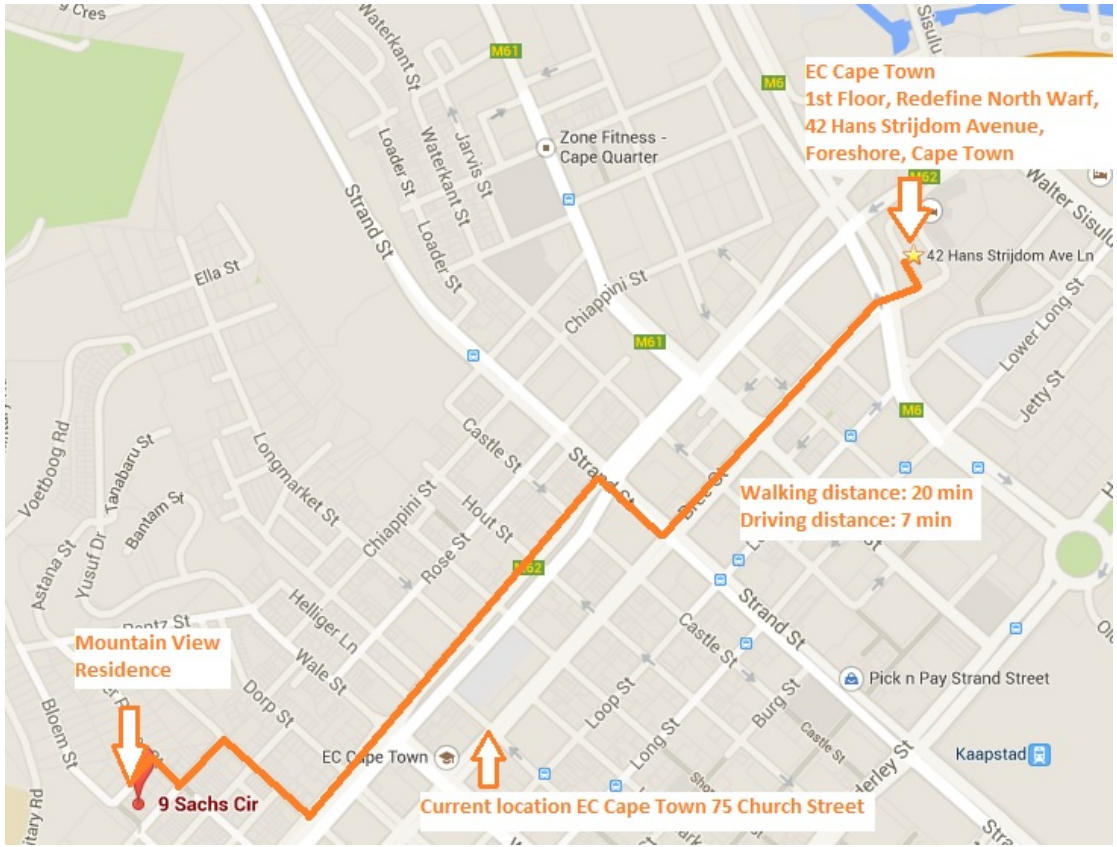 g Cres
Waterkant St
M61
Sisulu
M6
EC Cape Town
1st Floor, Redefine North Warf,
42 Hans Strijdom Avenue,
Foreshore, Cape Town
Zone Fitness -
Cape Quarter
Jarvis St
Waterkant St
Loader St
Loader St
M62
Walter Sisulu
Strand St
42 Hans Strijdom Ave Ln
Ella St
Chiappini St
Lower Long St
M61
Jetty St
M6
Voetboog Rd
Tanabaru St
Longmarket St
Castle St
Strand St
Bree St
Walking distance: 20 min
Driving distance: 7 min
Bantam St
Chiappini St
Hout St
Rose St
M62
Astana St
Yusuf Dr
Helliger Ln
Strand St
Mountain View
Residence
Wale St
Castle St
Pick n Pay Strand Street
Bloem St
Dorp St
Loop St
Long St
Burg St
Castle St
EC Cape Town
Kaapstad
9 Sachs Cir
Current location EC Cape Town 75 Church Street